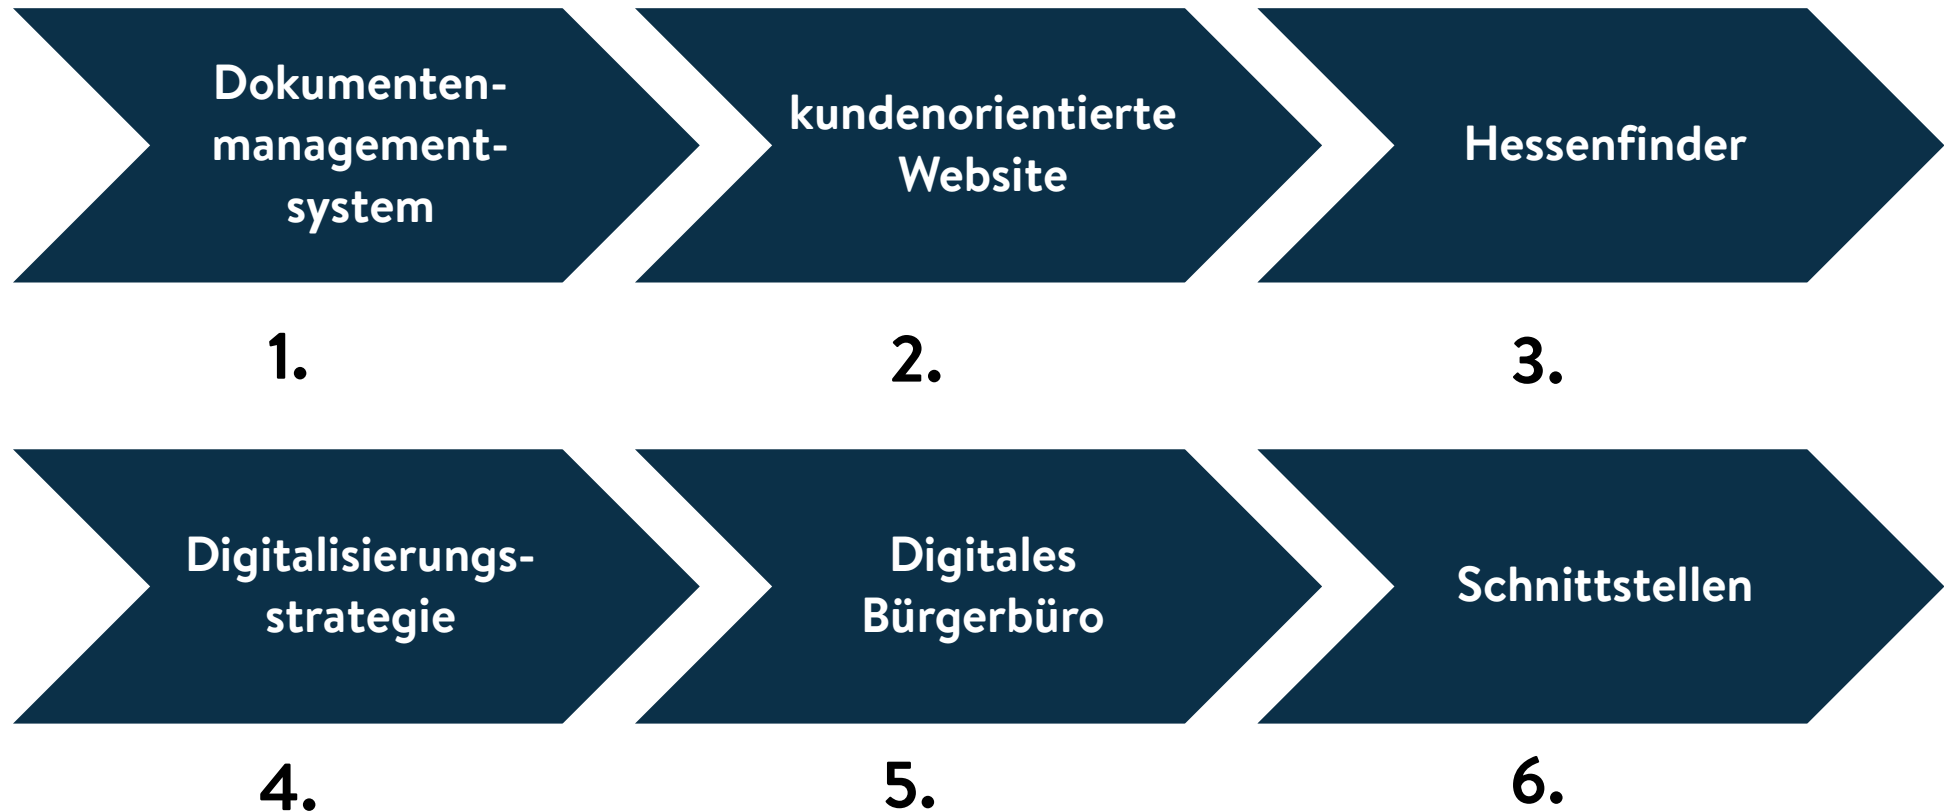 Dokumenten-
management-
system
kundenorientierte
Website
Hessenfinder
1.
2.
3.
Digitalisierungs-
strategie
Digitales
Bürgerbüro
Schnittstellen
4.
5.
6.